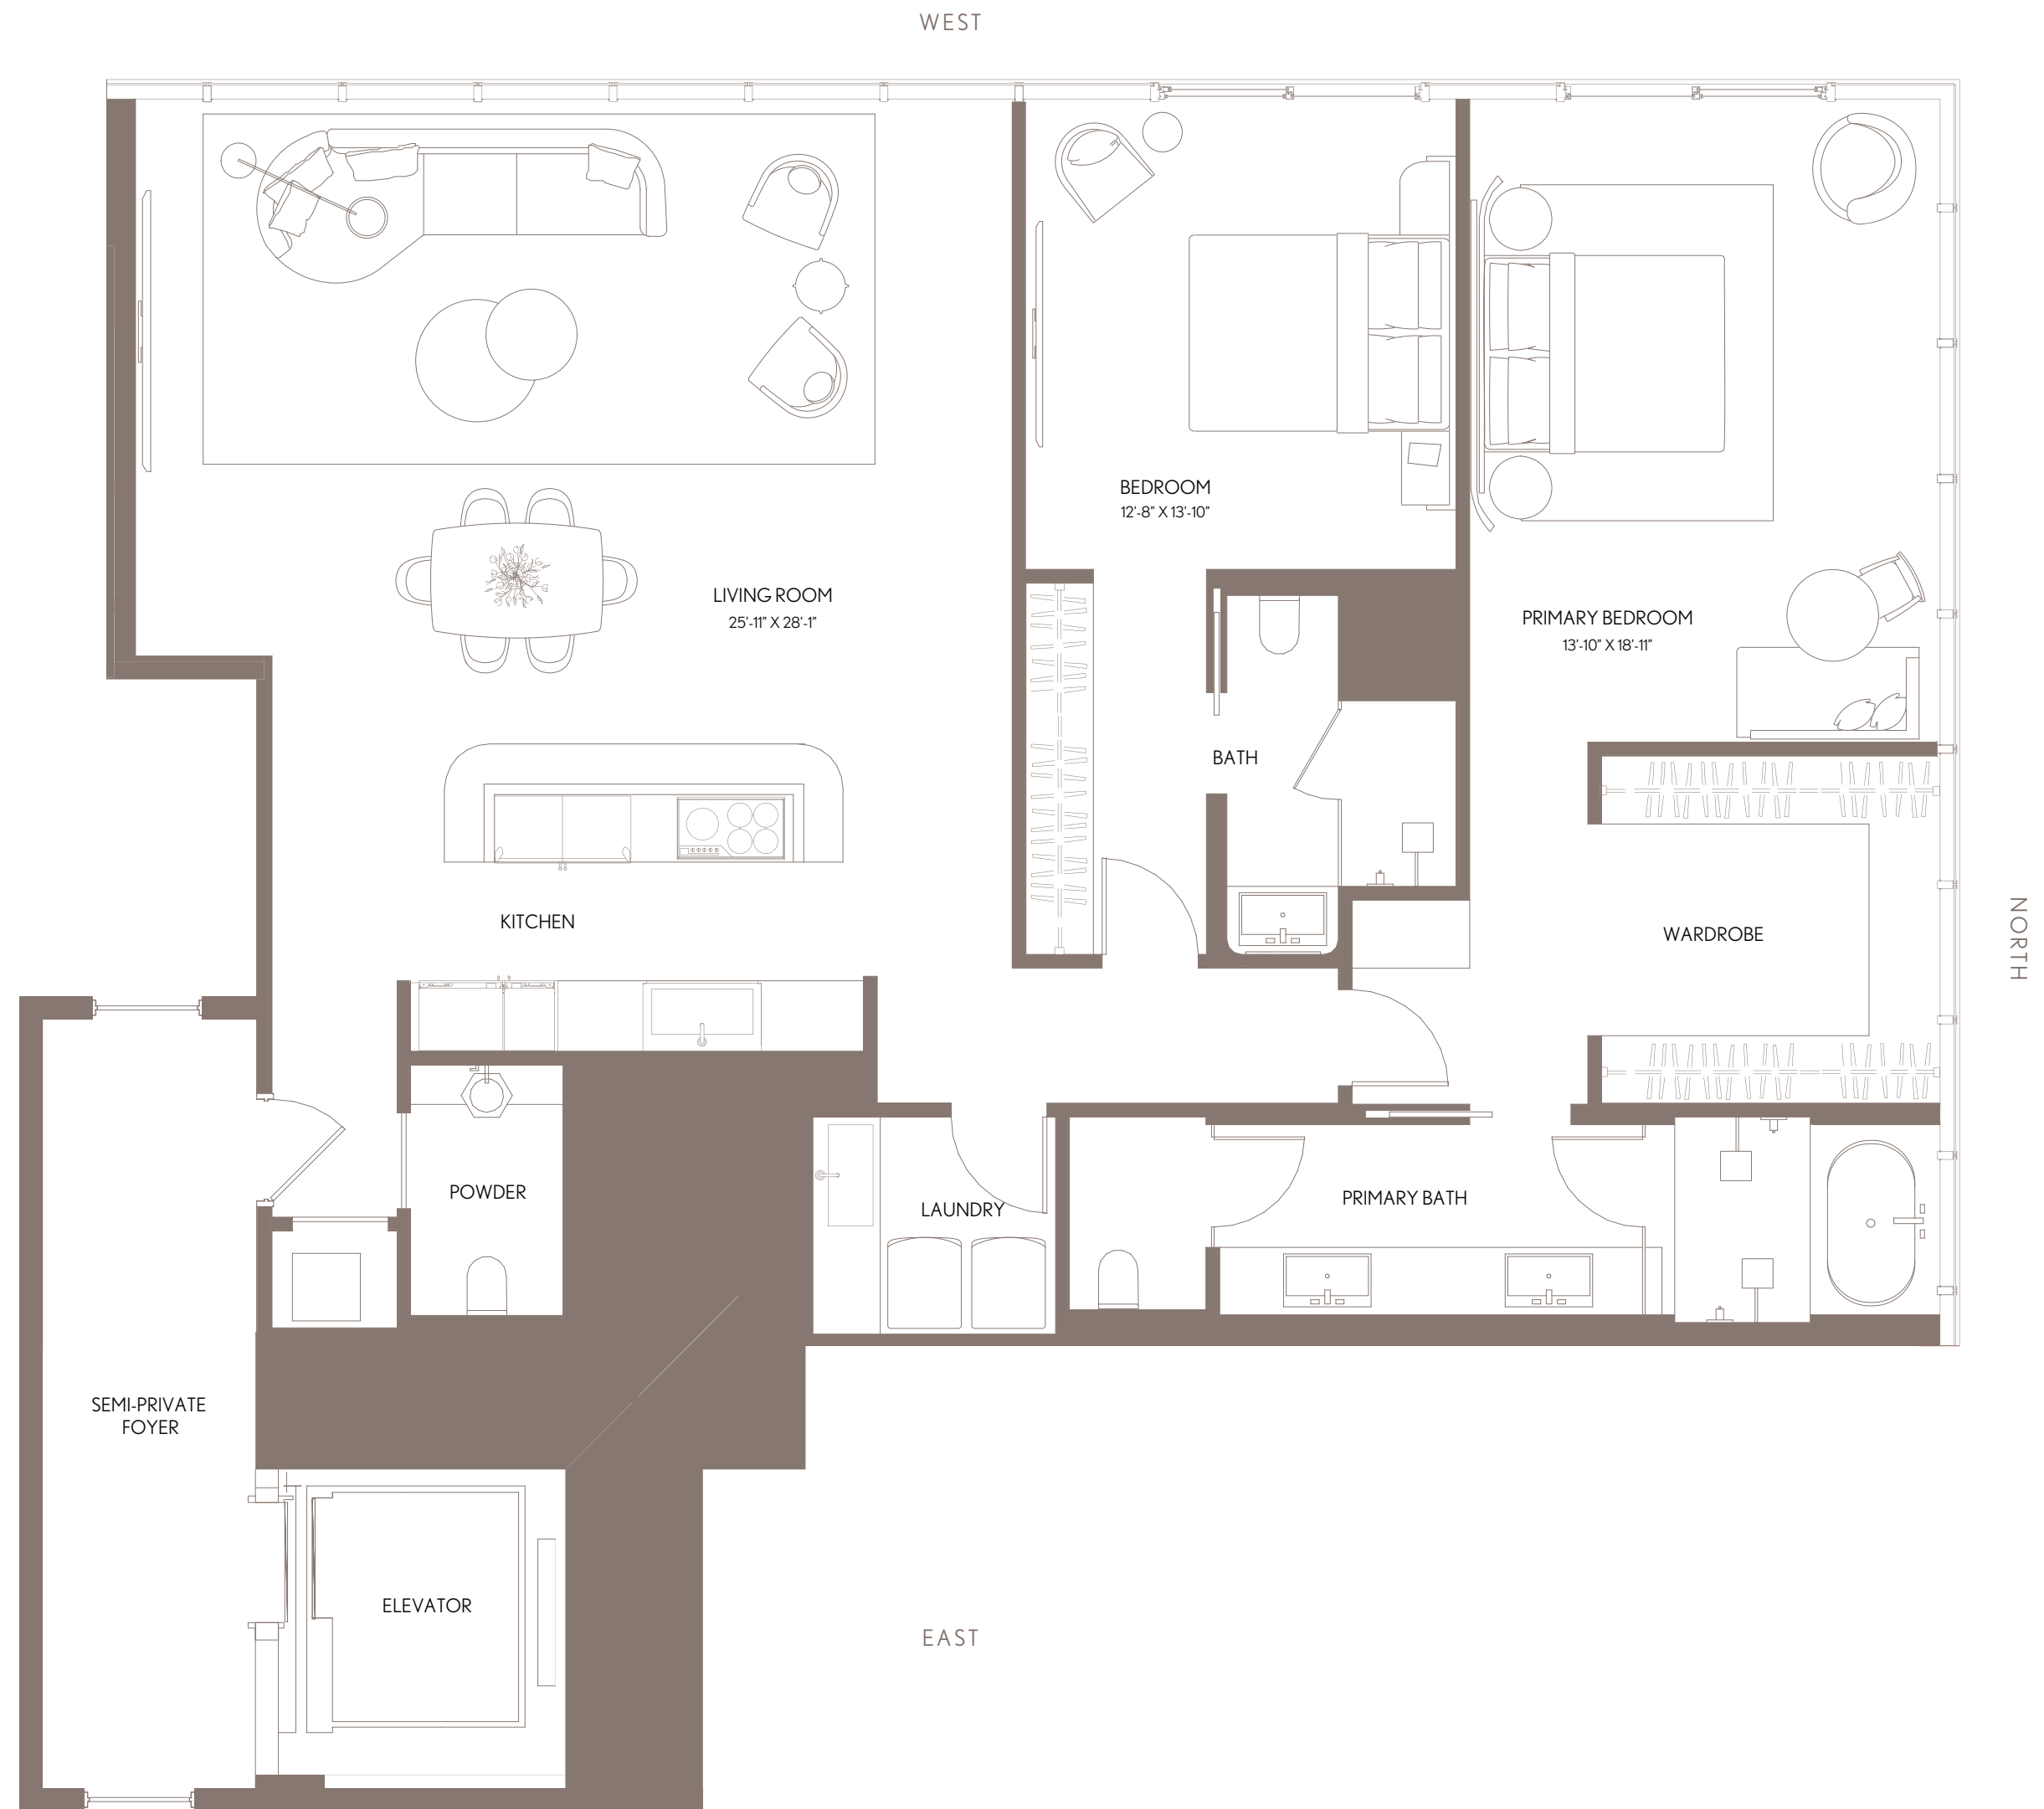 WEST
BEDROOM
12'-8" X 13'-10"
LIVING ROOM
25'-11" X 28'-1"
PRIMARY BEDROOM
13'-10" X 18'-11"
BATH
KITCHEN
WARDROBE
NORTH
POWDER
LAUNDRY
PRIMARY BATH
SEMI-PRIVATE
FOYER
ELEVATOR
EAST